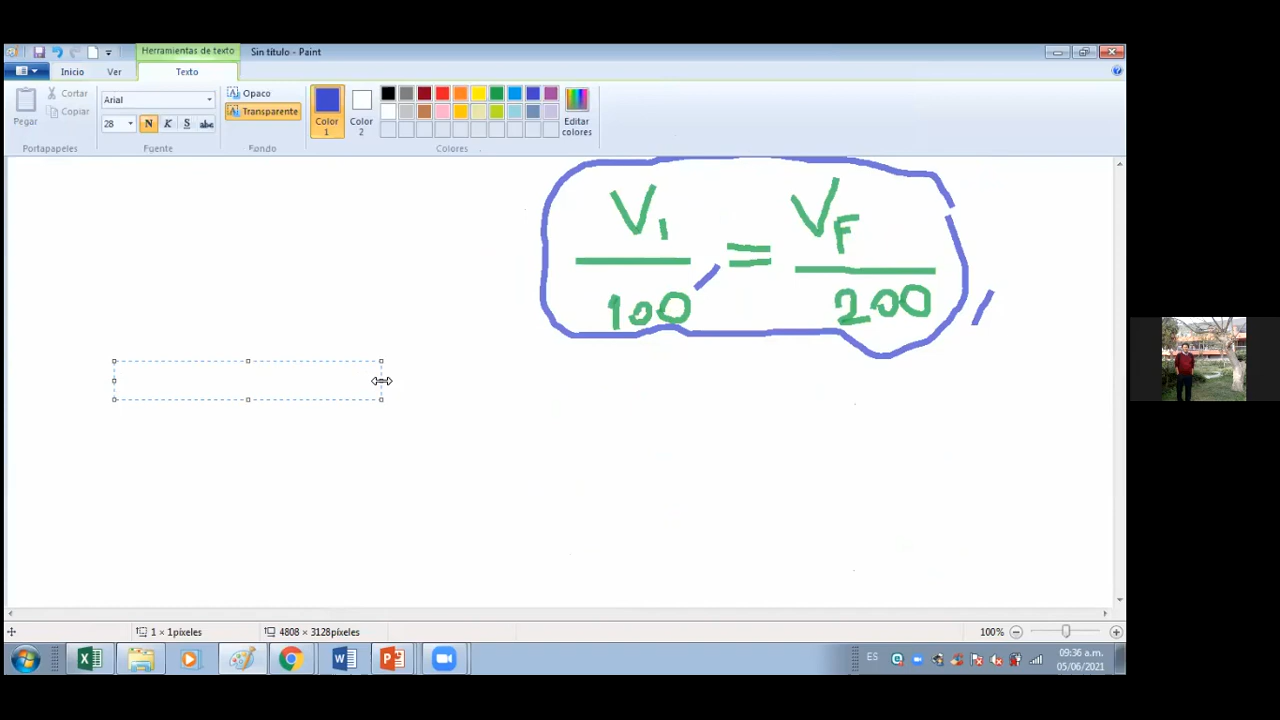 Herramientas de texto Sin título - Paint
Inicio Ver Texto
Pegar Cortar Copiar
Arial
28 N K S abc
Opaco
Transparente
Color 1 Color 2
Editar colores
Portapapeles Fuente Fondo Colores
V1 = VF
100 200
1 × 1píxeles 4808 × 3128píxeles 100%
ES 09:36 a.m.
05/06/2021